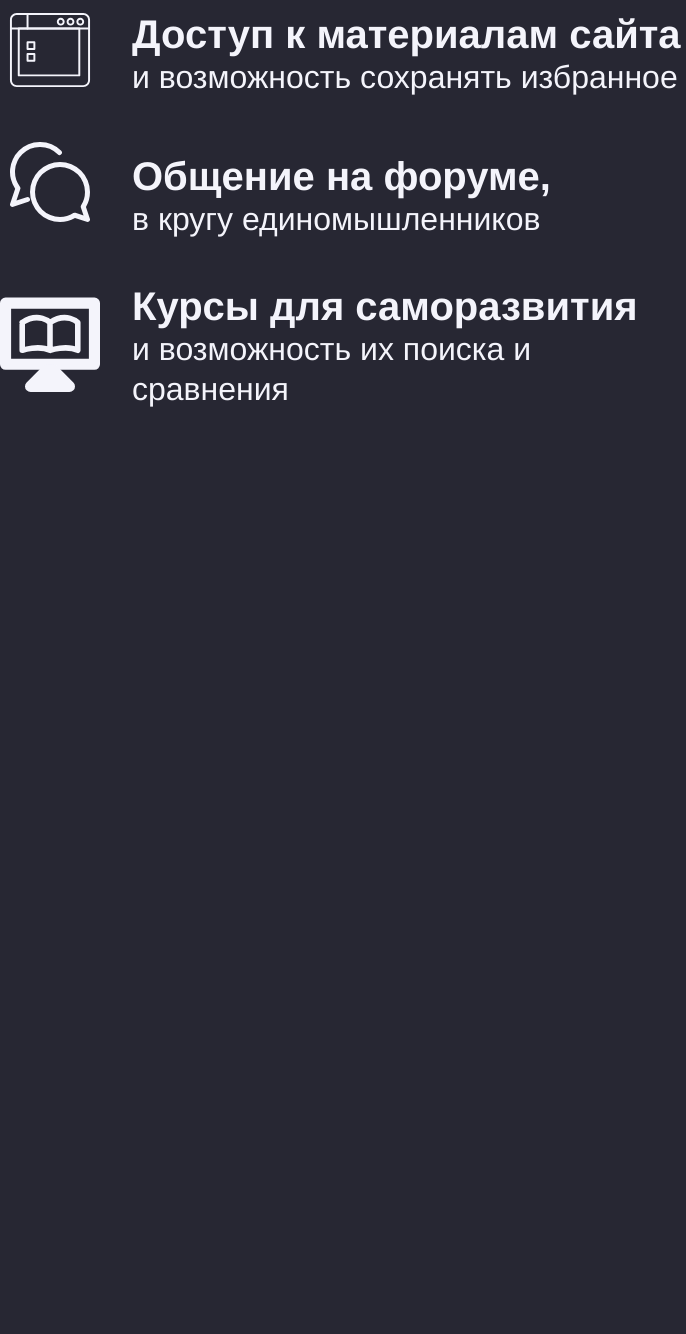 Доступ к материалам сайта
и возможность сохранять избранное
Общение на форуме,
в кругу единомышленников
Курсы для саморазвития
и возможность их поиска и
сравнения